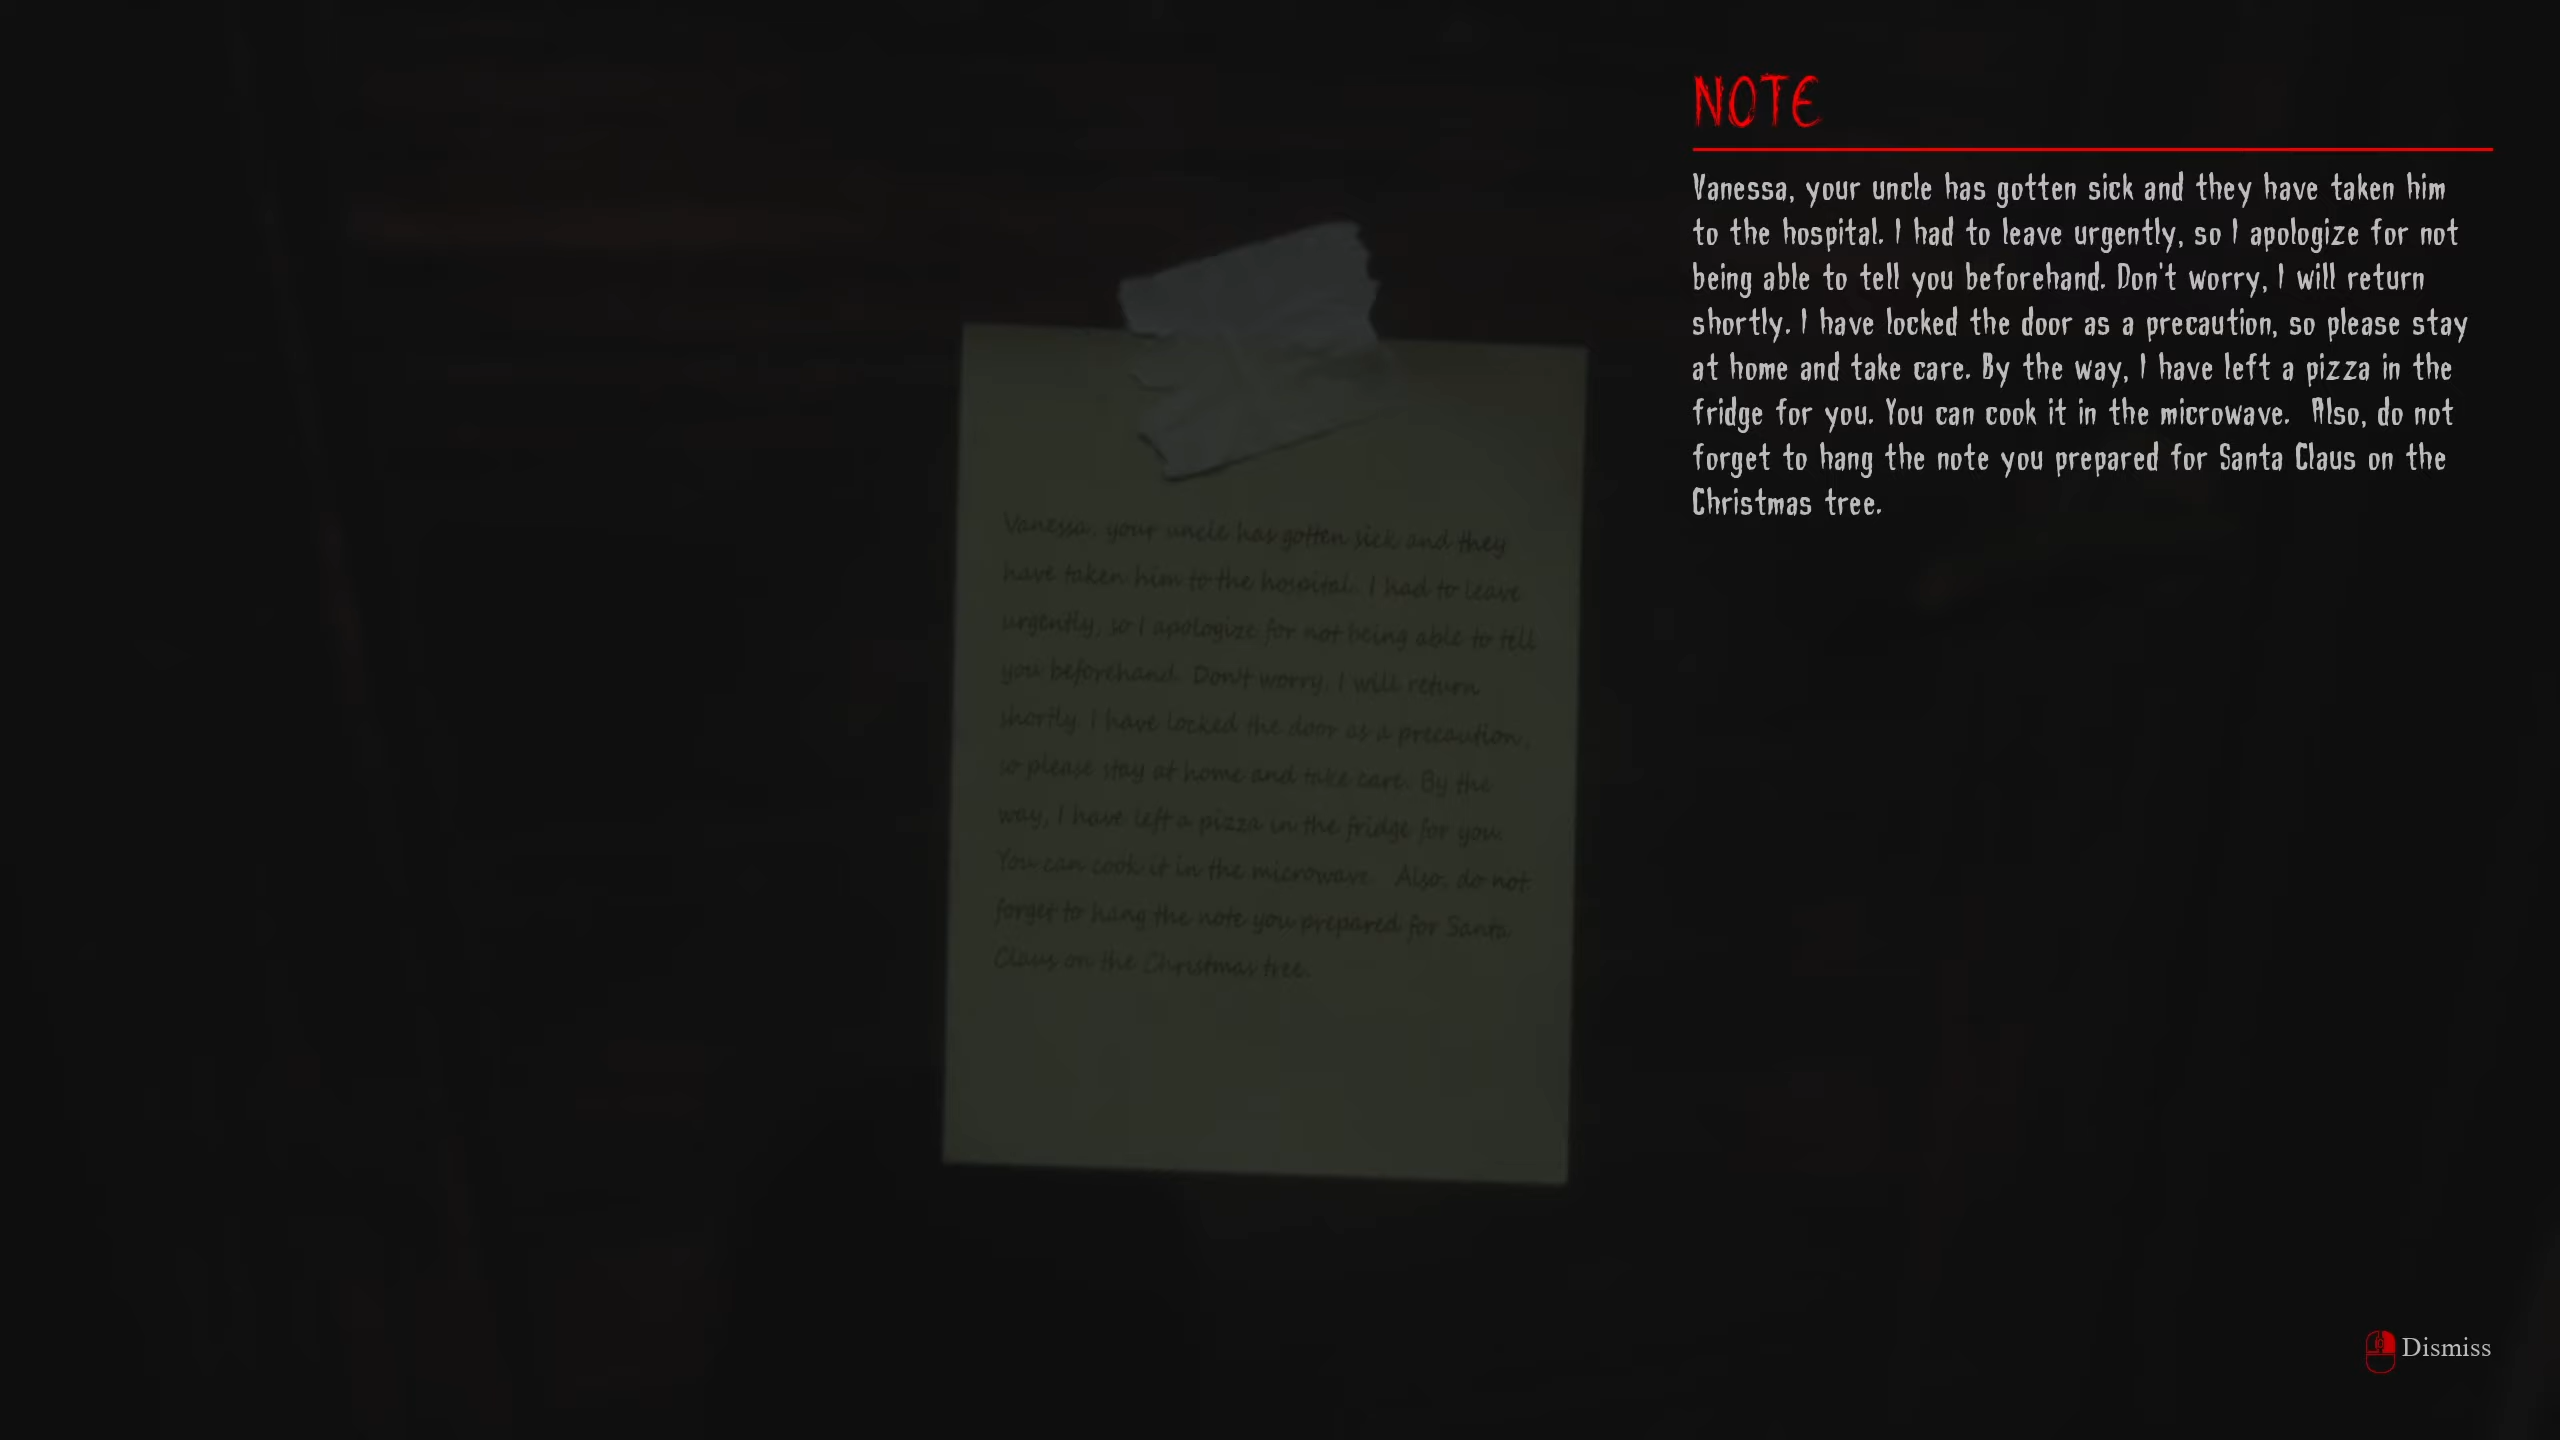 NOTE
Vanessa, your uncle has gotten sick and they have taken him
to the hospital. I had to leave urgently, so I apologize for not
being able to tell you beforehand. Don't worry, I will return
shortly. I have locked the door as a precaution, so please stay
at home and take care. By the way, I have left a pizza in the
fridge for you. You can cook it in the microwave.  Also, do not
forget to hang the note you prepared for Santa Claus on the
Christmas tree.
Vanessa, your uncle has gotten sick and they
have taken him to the hospital. I had to leave
urgently, so I apologize for not being able to tell
you beforehand. Don't worry, I will return
shortly. I have locked the door as a precaution,
so please stay at home and take care. By the
way, I have left a pizza in the fridge for you.
You can cook it in the microwave.  Also, do not
forget to hang the note you prepared for Santa
Claus on the Christmas tree.
Dismiss